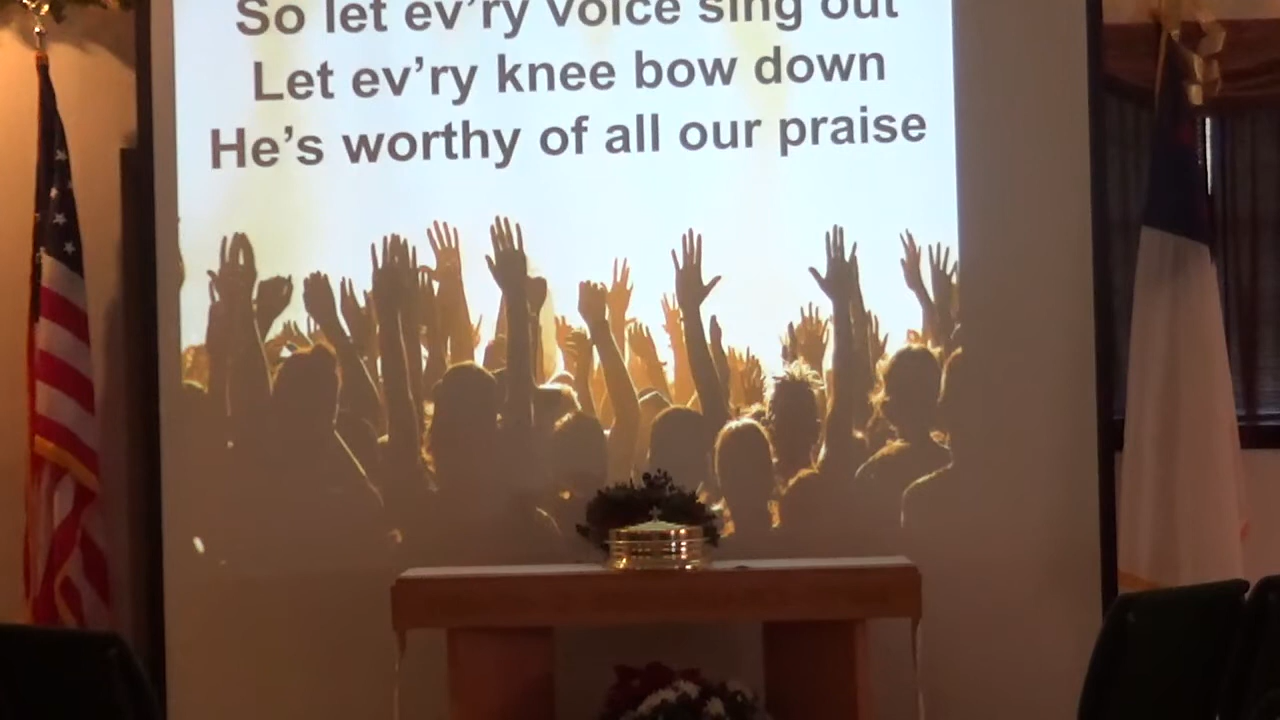 So let ev'ry voice sing out
Let ev'ry knee bow down
He's worthy of all our praise